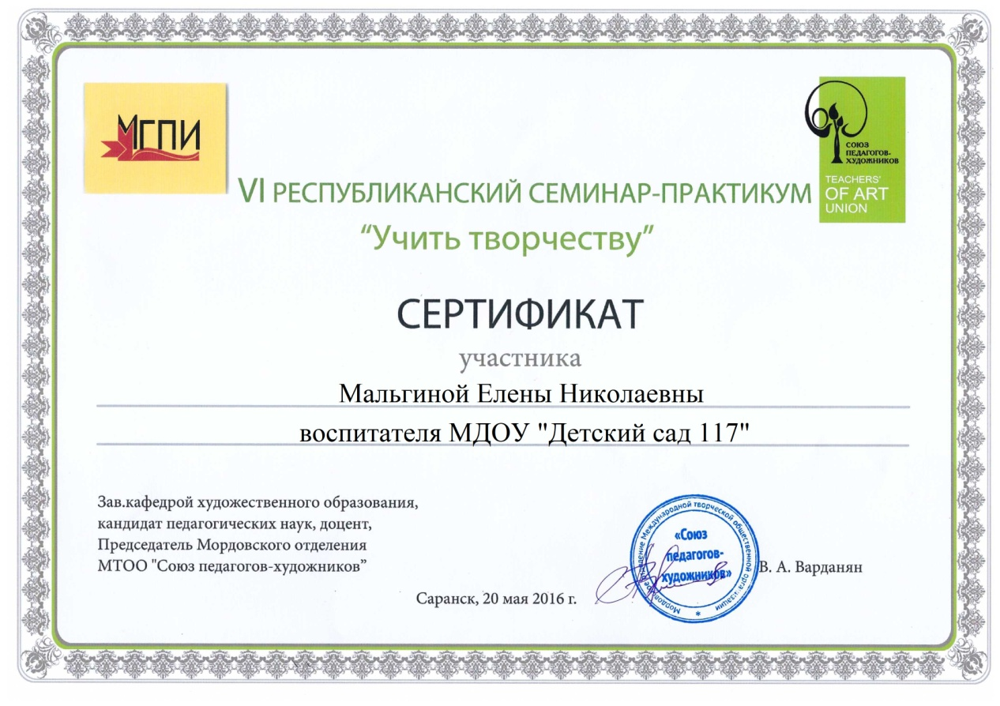 МГПИ
СОЮЗ
ПЕДАГОГОВ-
ХУДОЖНИКОВ
TEACHERS'
OF ART
UNION
VI РЕСПУБЛИКАНСКИЙ СЕМИНАР-ПРАКТИКУМ
“Учить творчеству”
СЕРТИФИКАТ
участника
Мальгиной Елены Николаевны
воспитателя МДОУ "Детский сад 117"
Зав.кафедрой художественного образования,
кандидат педагогических наук, доцент,
Председатель Мордовского отделения
МТОО "Союз педагогов-художников”
Мордовское отделение Международной творческой общественной организации
«Союз
педагогов-
художников»
В. А. Варданян
Саранск, 20 мая 2016 г.